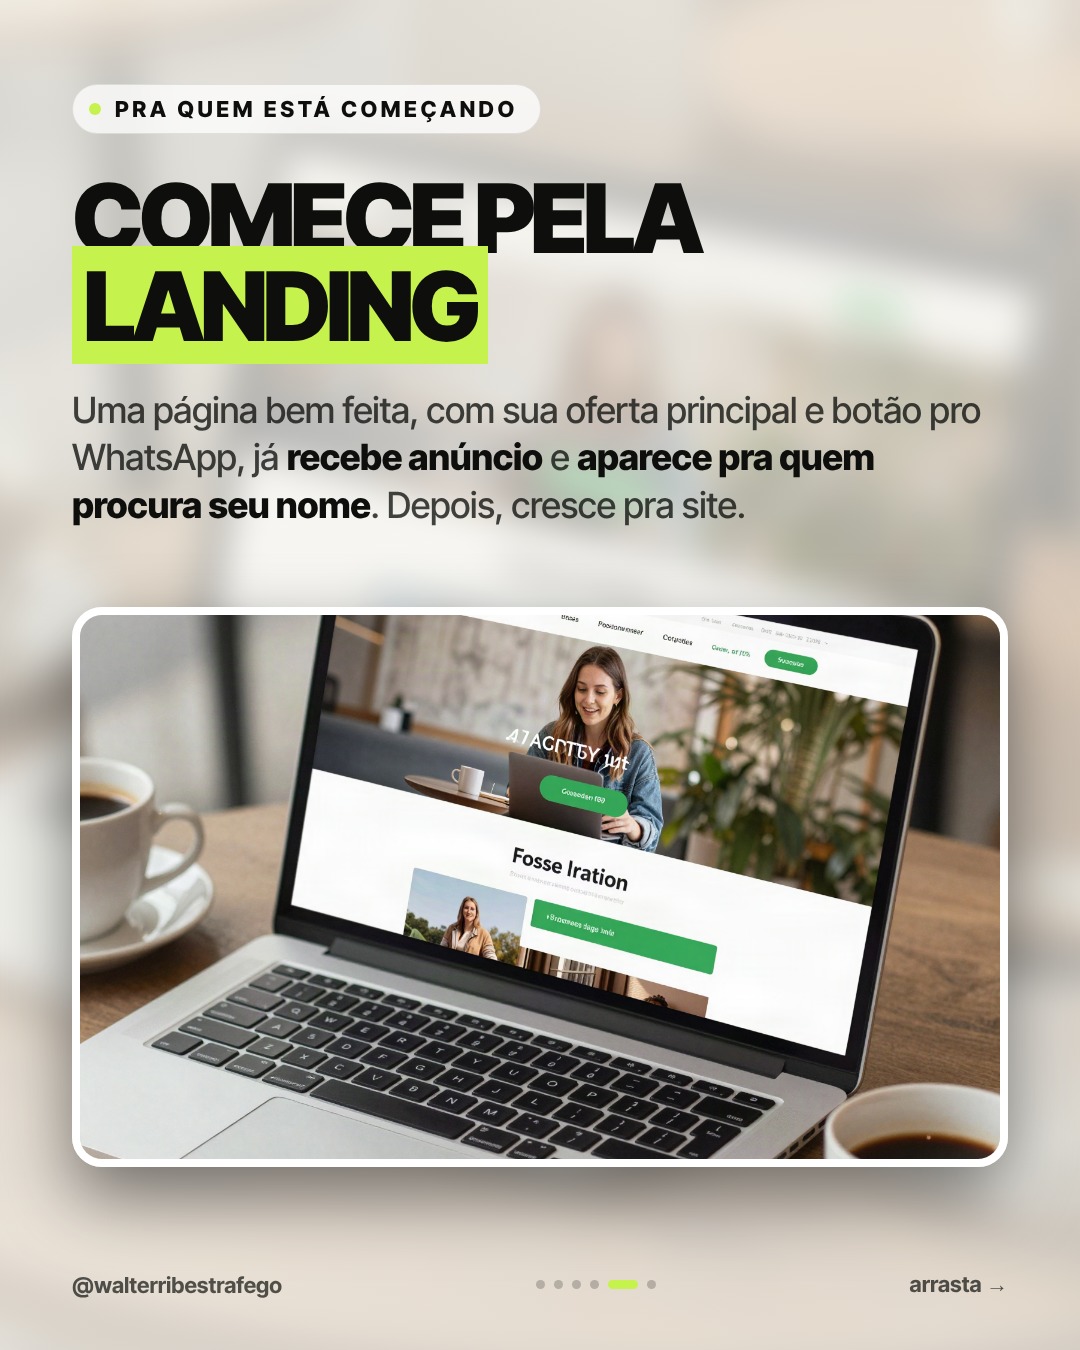 PRA QUEM ESTÁ COMEÇANDO
COMECE PELA
LANDING
Uma página bem feita, com sua oferta principal e botão pro
WhatsApp, já recebe anúncio e aparece pra quem
procura seu nome. Depois, cresce pra site.
Fosse Iration
@walterribestrafego
arrasta →